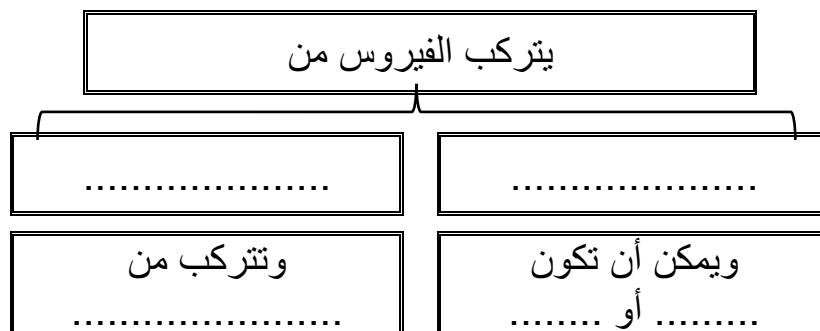 يتركب الفيروس من
.....................
.....................
ويمكن أن تكون
......... أو ........
وتتركب من
.......................